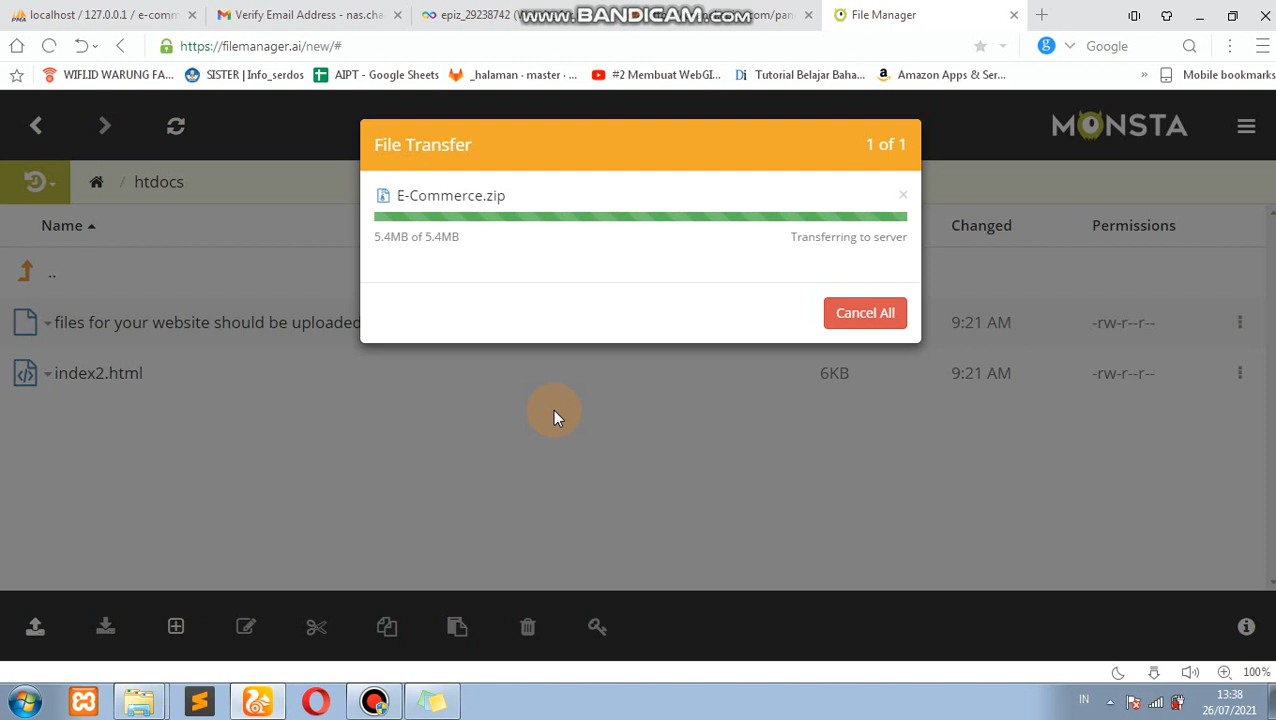 localhost / 127.0.0.1 / e-comm
Verify Email Address - nas.cha
epiz_29238742 (
www.BANDICAM.com
com/pan
File Manager
https://filemanager.ai/new/#
Google
WIFI.ID WARUNG FA...
SISTER | Info_serdos
AIPT - Google Sheets
_halaman · master · ...
#2 Membuat WebGI...
Tutorial Belajar Baha...
Amazon Apps & Ser...
»
Mobile bookmarks
MONSTA
File Transfer
1 of 1
htdocs
E-Commerce.zip
5.4MB of 5.4MB
Transferring to server
Name
Changed
Permissions
..
Cancel All
files for your website should be uploaded
9:21 AM
-rw-r--r--
index2.html
6KB
9:21 AM
-rw-r--r--
100%
IN
13:38
26/07/2021